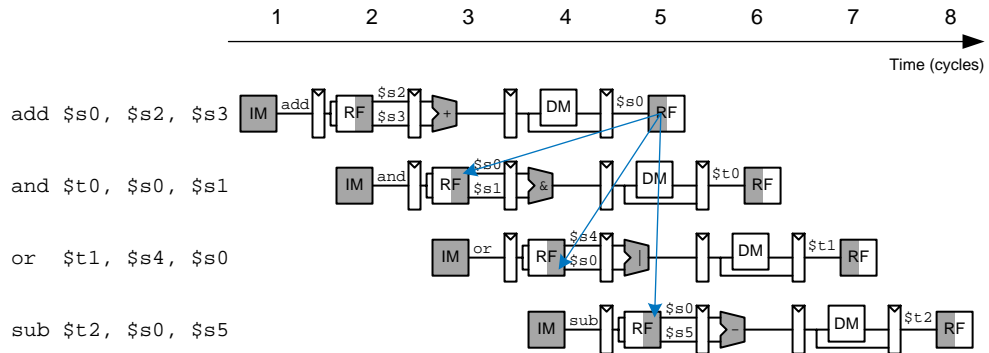 1 2 3 4 5 6 7 8
Time (cycles)
add $s0, $s2, $s3 IM add RF $s2 $s3 + DM $s0 RF
and $t0, $s0, $s1 IM and RF $s0 $s1 & DM $t0 RF
or $t1, $s4, $s0 IM or RF $s4 $s0 | DM $t1 RF
sub $t2, $s0, $s5 IM sub RF $s0 $s5 - DM $t2 RF